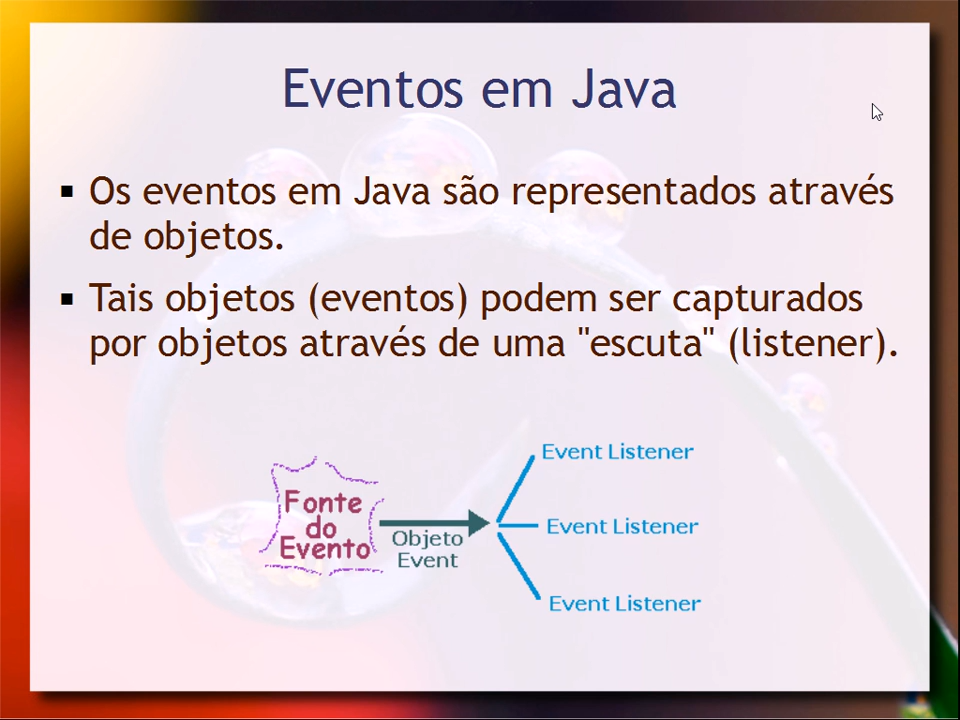 Eventos em Java
Os eventos em Java são representados através
de objetos.
Tais objetos (eventos) podem ser capturados
por objetos através de uma "escuta" (listener).
Event Listener
Fonte
do
Evento
Objeto
Event
Event Listener
Event Listener